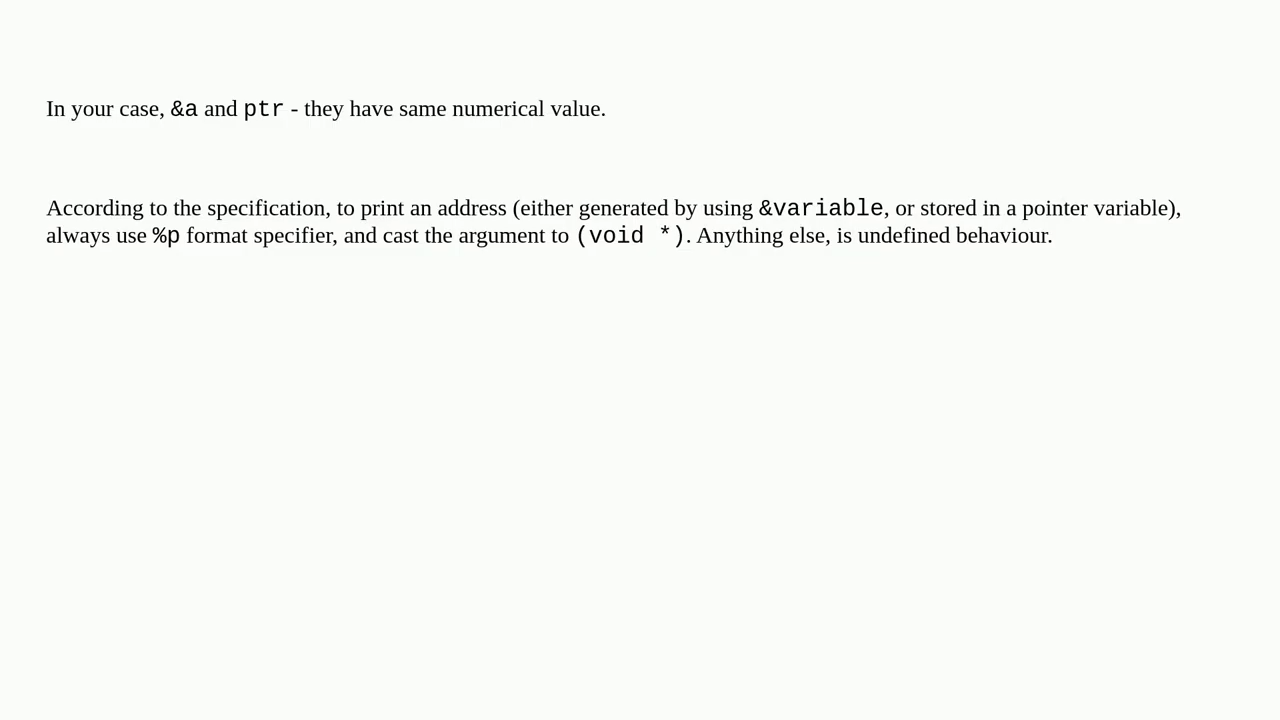 In your case, &a and ptr - they have same numerical value.
According to the specification, to print an address (either generated by using &variable, or stored in a pointer variable),
always use %p format specifier, and cast the argument to (void *). Anything else, is undefined behaviour.